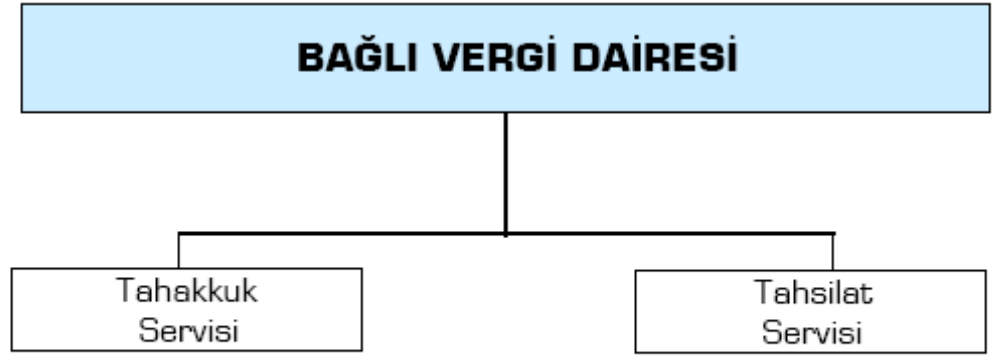 BAĞLI VERGİ DAİRESİ
Tahakkuk
Servisi
Tahsilat
Servisi